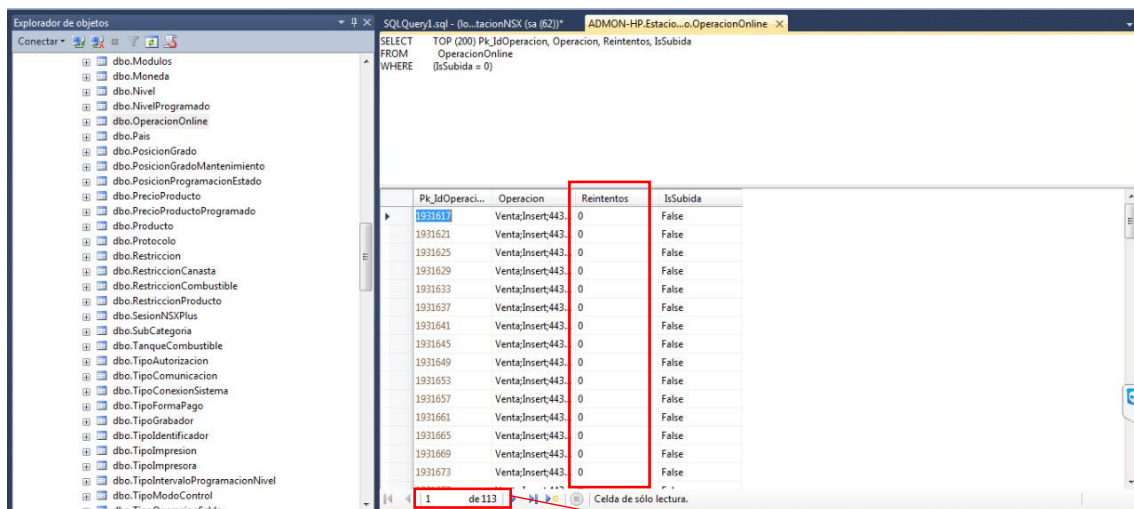 Explorador de objetos
Conectar
dbo.Modulos
dbo.Moneda
dbo.Nivel
dbo.NivelProgramado
dbo.OperacionOnline
dbo.Pais
dbo.PosicionGrado
dbo.PosicionGradoMantenimiento
dbo.PosicionProgramacionEstado
dbo.PrecioProducto
dbo.PrecioProductoProgramado
dbo.Producto
dbo.Protocolo
dbo.Restriccion
dbo.RestriccionCanasta
dbo.RestriccionCombustible
dbo.RestriccionProducto
dbo.SesionNSXPlus
dbo.SubCategoria
dbo.TanqueCombustible
dbo.TipoAutorizacion
dbo.TipoComunicacion
dbo.TipoConexionSistema
dbo.TipoFormaPago
dbo.TipoGrabador
dbo.TipoIdentificador
dbo.TipoImpresion
dbo.TipoImpresora
dbo.TipoIntervaloProgramacionNivel
dbo.TipoModoControl
SQLQuery1.sql - (lo...tacionNSX (sa (62))* ADMON-HP.Estacio...o.OperacionOnline
SELECT TOP (200) Pk_IdOperacion, Operacion, Reintentos, IsSubida
FROM OperacionOnline
WHERE (IsSubida = 0)
Pk_IdOperaci... Operacion Reintentos IsSubida
1931617 Venta;Insert;443... 0 False
1931621 Venta;Insert;443... 0 False
1931625 Venta;Insert;443... 0 False
1931629 Venta;Insert;443... 0 False
1931633 Venta;Insert;443... 0 False
1931637 Venta;Insert;443... 0 False
1931641 Venta;Insert;443... 0 False
1931645 Venta;Insert;443... 0 False
1931649 Venta;Insert;443... 0 False
1931653 Venta;Insert;443... 0 False
1931657 Venta;Insert;443... 0 False
1931661 Venta;Insert;443... 0 False
1931665 Venta;Insert;443... 0 False
1931669 Venta;Insert;443... 0 False
1931673 Venta;Insert;443... 0 False
1 de 113 Celda de sólo lectura.